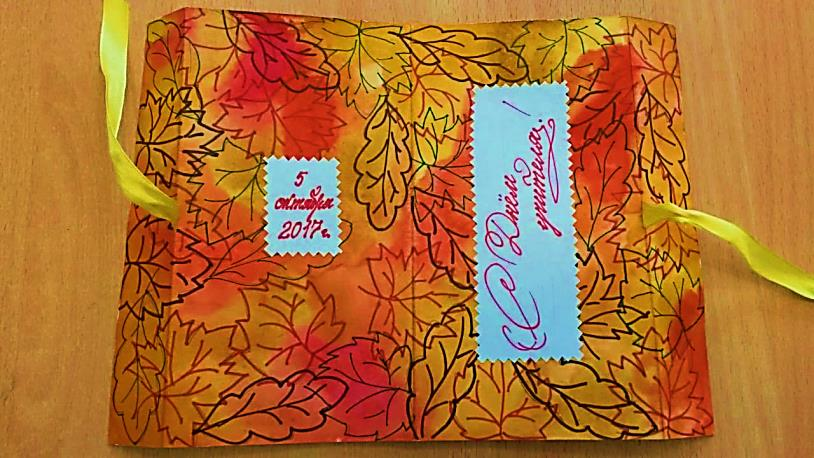 5
октября
2017г.
С Днём
учителя!